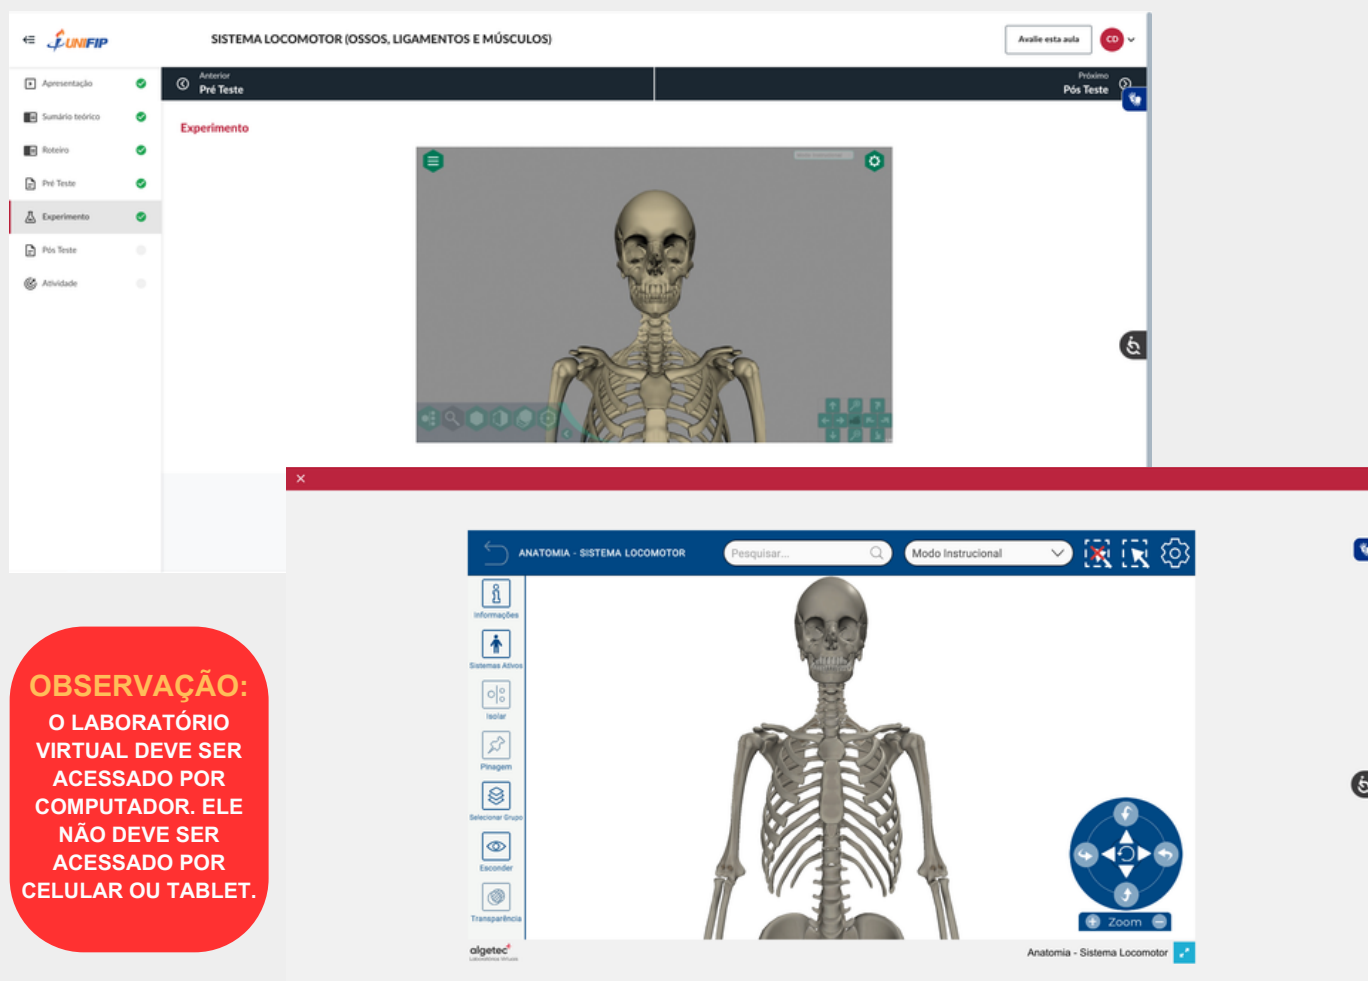 UNIFIP
SISTEMA LOCOMOTOR (OSSOS, LIGAMENTOS E MÚSCULOS)
Avalie esta aula
CD
Apresentação
Sumário teórico
Roteiro
Pré Teste
Experimento
Pós Teste
Atividade
Anterior
Pré Teste
Próximo
Pós Teste
Experimento
ANATOMIA - SISTEMA LOCOMOTOR
Pesquisar...
Modo Instrucional
Informações
Sistemas Ativos
Isolar
Pinagem
Selecionar Grupo
Esconder
Transparência
Zoom
algetec
Anatomia - Sistema Locomotor
OBSERVAÇÃO:
O LABORATÓRIO
VIRTUAL DEVE SER
ACESSADO POR
COMPUTADOR. ELE
NÃO DEVE SER
ACESSADO POR
CELULAR OU TABLET.